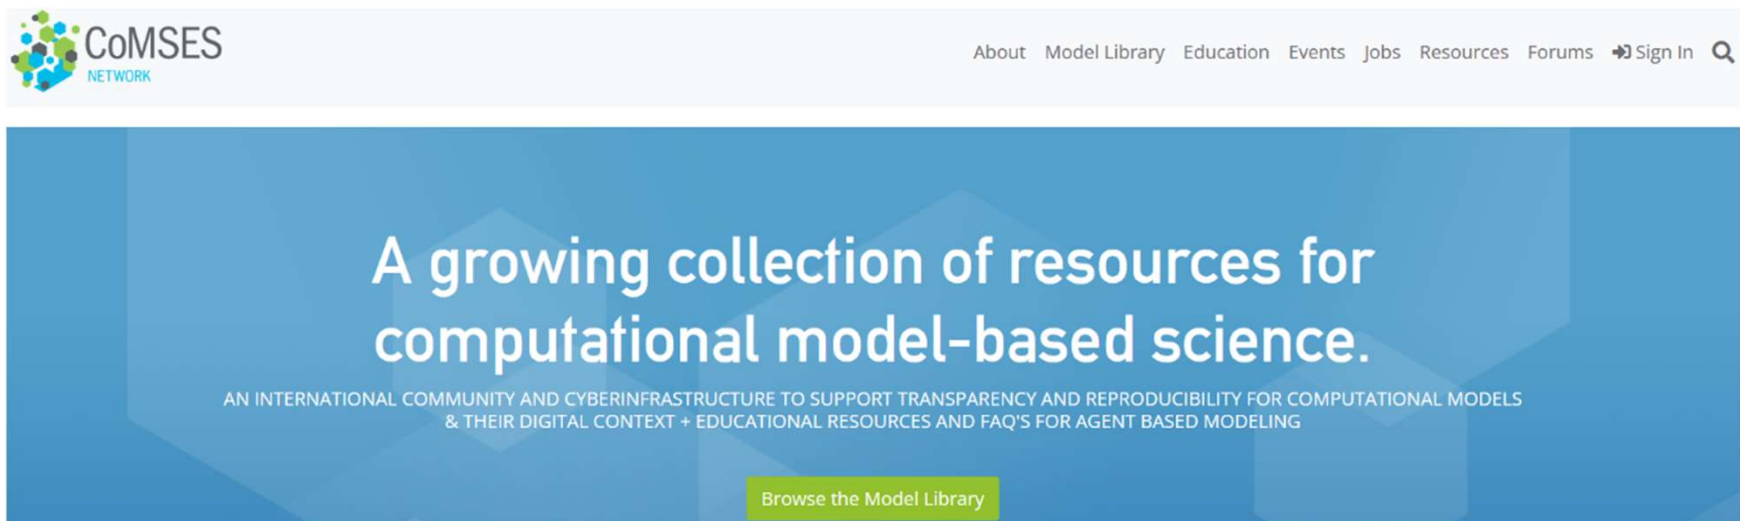 CoMSES
NETWORK
About Model Library Education Events Jobs Resources Forums Sign In
A growing collection of resources for
computational model-based science.
AN INTERNATIONAL COMMUNITY AND CYBERINFRASTRUCTURE TO SUPPORT TRANSPARENCY AND REPRODUCIBILITY FOR COMPUTATIONAL MODELS
& THEIR DIGITAL CONTEXT + EDUCATIONAL RESOURCES AND FAQ'S FOR AGENT BASED MODELING
Browse the Model Library